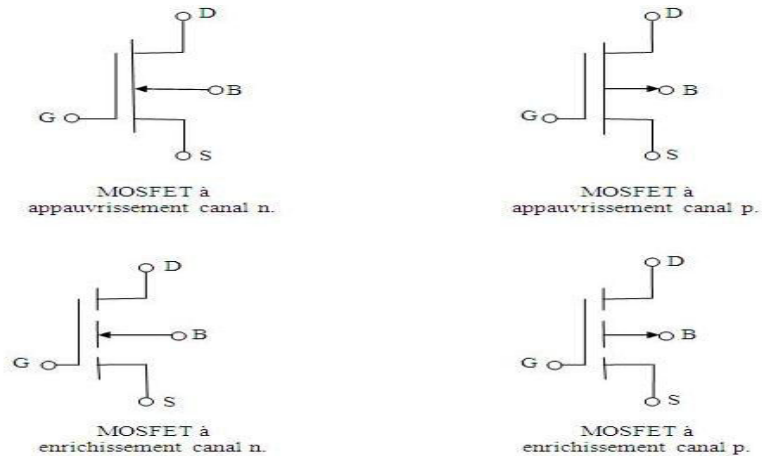 D
B
G
S
MOSFET à
appauvrissement canal n.
D
B
G
S
MOSFET à
appauvrissement canal p.
D
B
G
S
MOSFET à
enrichissement canal n.
D
B
G
S
MOSFET à
enrichissement canal p.